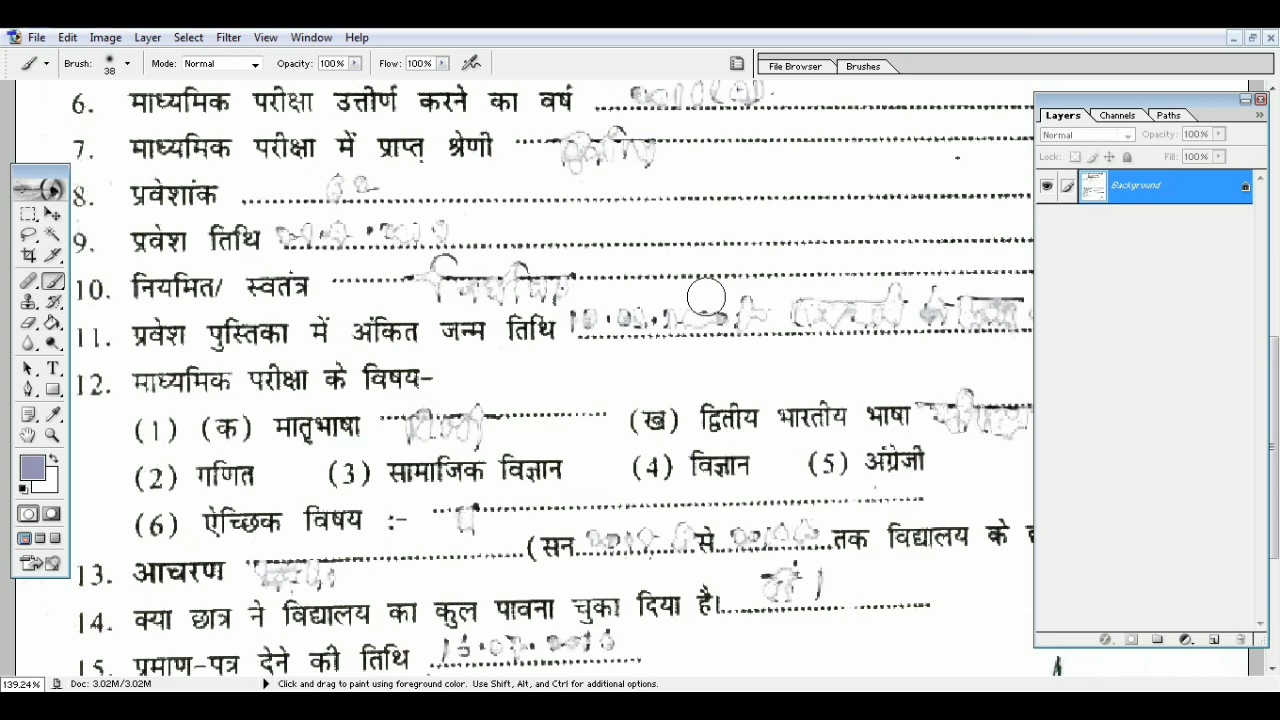 File Edit Image Layer Select Filter View Window Help
Brush: 38 Mode: Normal Opacity: 100% Flow: 100% File Browser Brushes
6. माध्यमिक परीक्षा उत्तीर्ण करने का वर्ष
7. माध्यमिक परीक्षा में प्राप्त श्रेणी
8. प्रवेशांक
9. प्रवेश तिथि
10. नियमित/ स्वतंत्र
11. प्रवेश पुस्तिका में अंकित जन्म तिथि
12. माध्यमिक परीक्षा के विषय-
(1) (क) मातृभाषा (ख) द्वितीय भारतीय भाषा
(2) गणित (3) सामाजिक विज्ञान (4) विज्ञान (5) अंग्रेजी
(6) ऐच्छिक विषय :-
(सन से तक विद्यालय के
13. आचरण
14. क्या छात्र ने विद्यालय का कुल पावना चुका दिया है।
15. प्रमाण-पत्र देने की तिथि
Layers Channels Paths
Normal Opacity: 100%
Lock: Fill: 100%
Background
139.24% Doc: 3.02M/3.02M Click and drag to paint using foreground color. Use Shift, Alt, and Ctrl for additional options.